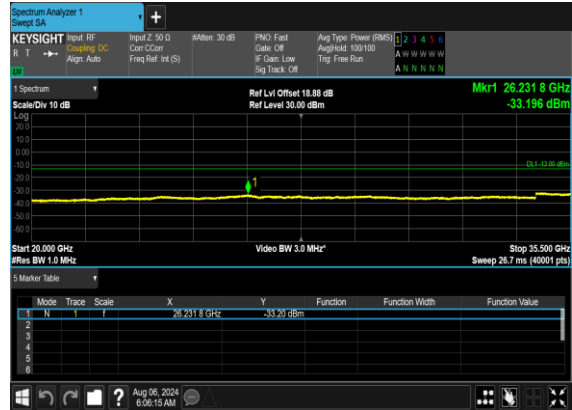 Spectrum Analyzer 1
Swept SA
+
KEYSIGHT Input: RF Input Z: 50 Ω #Atten: 30 dB PNO: Fast Avg Type: Power (RMS) 1 2 3 4 5 6
R T Coupling: DC Corr CCorr Gate: Off Avg|Hold: 100/100 A W W W W W
Align: Auto Freq Ref: Int (S) IF Gain: Low Trig: Free Run
Sig Track: Off A N N N N N
1 Spectrum Ref Lvl Offset 18.88 dB Mkr1 26.231 8 GHz
Scale/Div 10 dB Ref Level 30.00 dBm -33.196 dBm
Log
20.0
10.0
0.00
-10.0 DL1 -13.00 dBm
-20.0
-30.0 1
-40.0
-50.0
-60.0
Start 20.000 GHz Video BW 3.0 MHz* Stop 35.500 GHz
#Res BW 1.0 MHz Sweep 26.7 ms (40001 pts)
5 Marker Table
Mode Trace Scale X Y Function Function Width Function Value
1 N 1 f 26.231 8 GHz -33.20 dBm
2
3
4
5
6
? Aug 06, 2024
6:06:15 AM